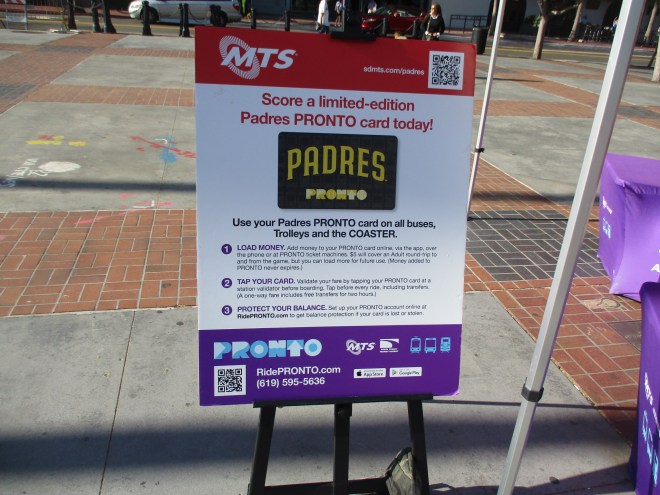 MTS
sdmts.com/padres
Score a limited-edition
Padres PRONTO card today!
PADRES
PRONTO
Use your Padres PRONTO card on all buses,
Trolleys and the COASTER.
1 LOAD MONEY. Add money to your PRONTO card online, via the app, over
the phone or at PRONTO ticket machines. $5 will cover an Adult round-trip to
and from the game, but you can load more for future use. (Money added to
PRONTO never expires.)
2 TAP YOUR CARD. Validate your fare by tapping your PRONTO card at a
station validator before boarding. Tap before every ride, including transfers.
(A one-way fare includes free transfers for two hours.)
3 PROTECT YOUR BALANCE. Set up your PRONTO account online at
RidePRONTO.com to get balance protection if your card is lost or stolen.
PRONTO
MTS
RidePRONTO.com
(619) 595-5636
App Store
Google Play